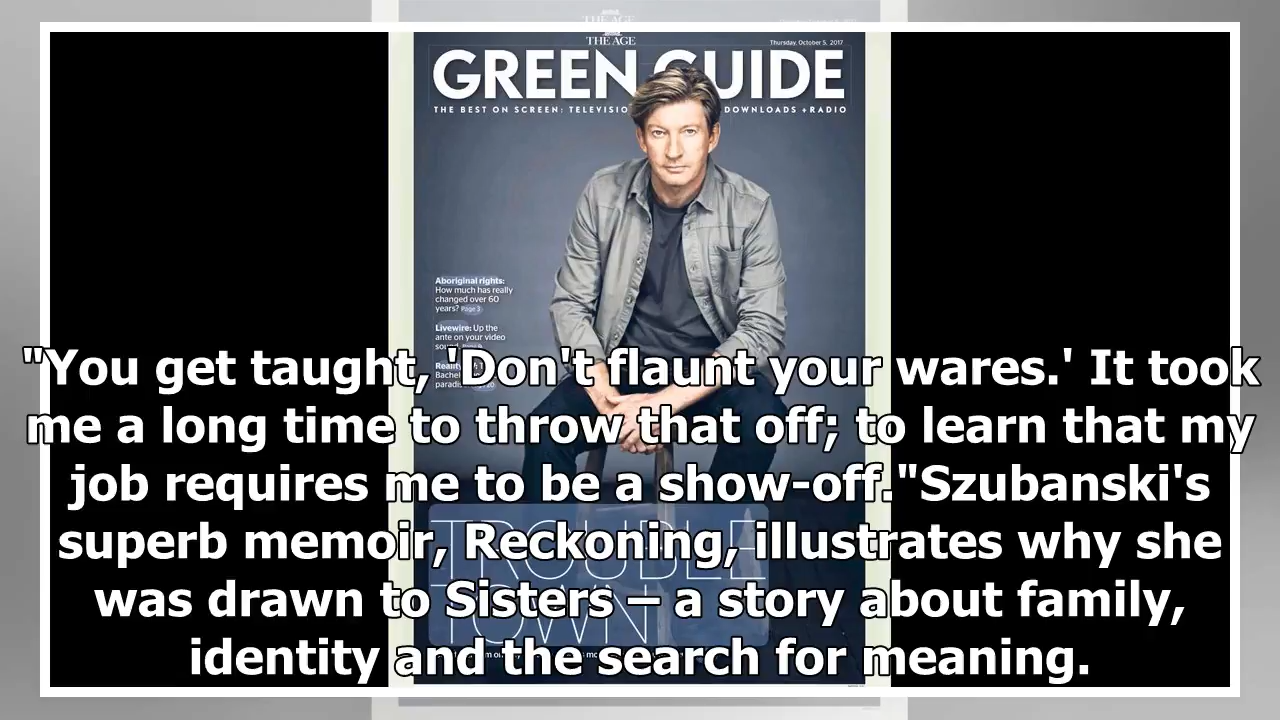 THE AGE
THE AGE
Thursday, October 5, 2017
GREEN GUIDE
THE BEST ON SCREEN: TELEVISIO DOWNLOADS +RADIO
Aboriginal rights:
How much has really
changed over 60
years? Page 3
Livewire: Up the
ante on your video
"You get taught, 'Don't flaunt your wares.' It took
me a long time to throw that off; to learn that my
job requires me to be a show-off."Szubanski's
superb memoir, Reckoning, illustrates why she
was drawn to Sisters – a story about family,
identity and the search for meaning.
TROUBLE
TOWN